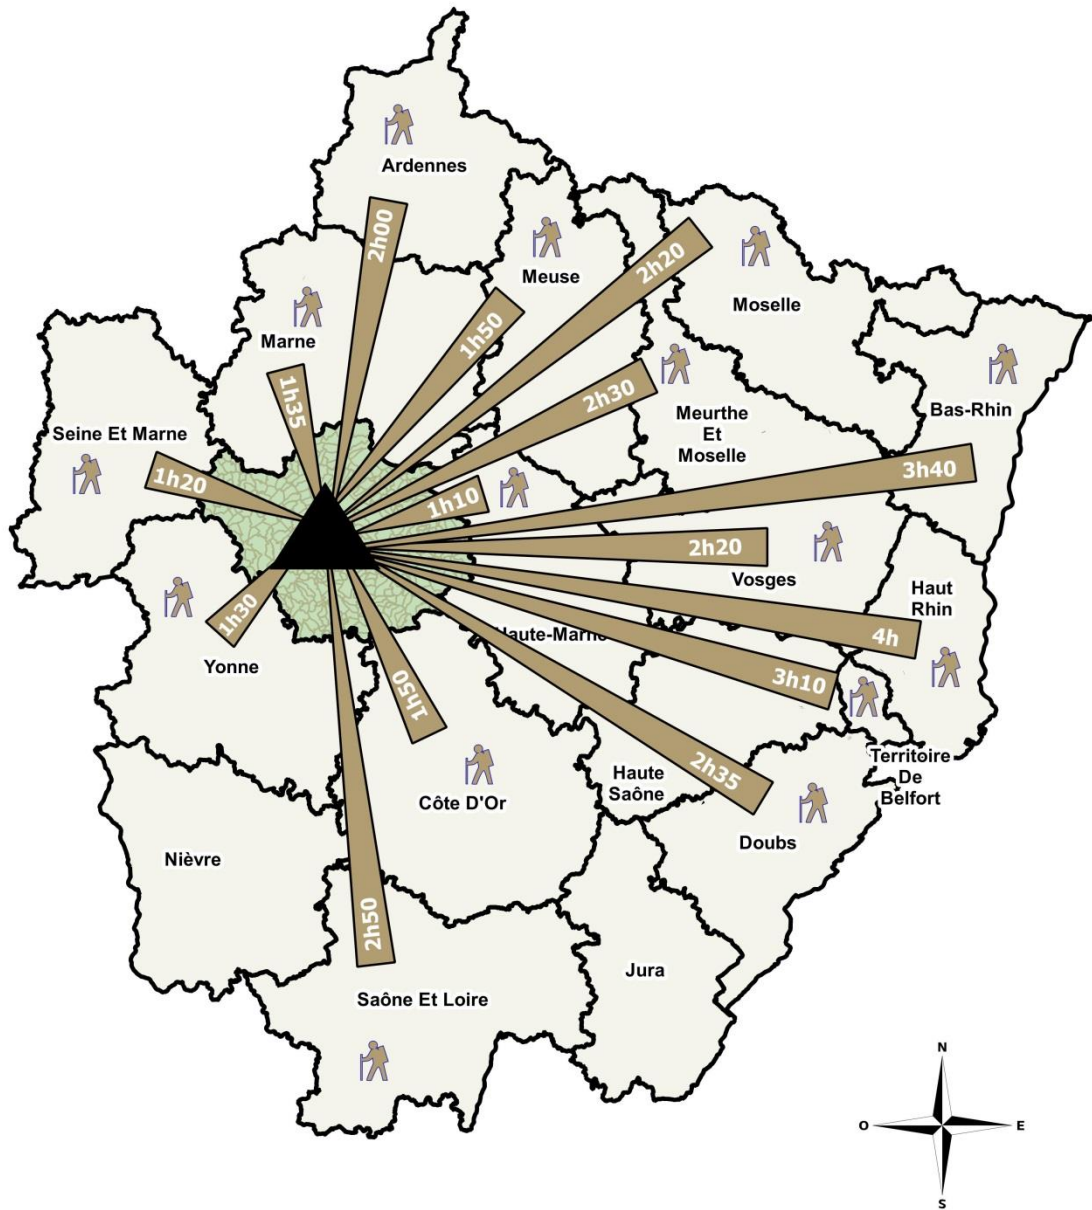 Ardennes
2h00
Meuse
2h20
Moselle
1h50
Marne
1h35
2h30
Meurthe
Et
Moselle
Bas-Rhin
Seine Et Marne
1h20
1h10
3h40
2h20
Vosges
Haut
Rhin
1h30
Yonne
Haute-Marne
4h
3h10
1h50
2h35
Territoire
De
Belfort
Haute
Saône
Côte D'Or
Doubs
Nièvre
2h50
Jura
Saône Et Loire
N
O
E
S